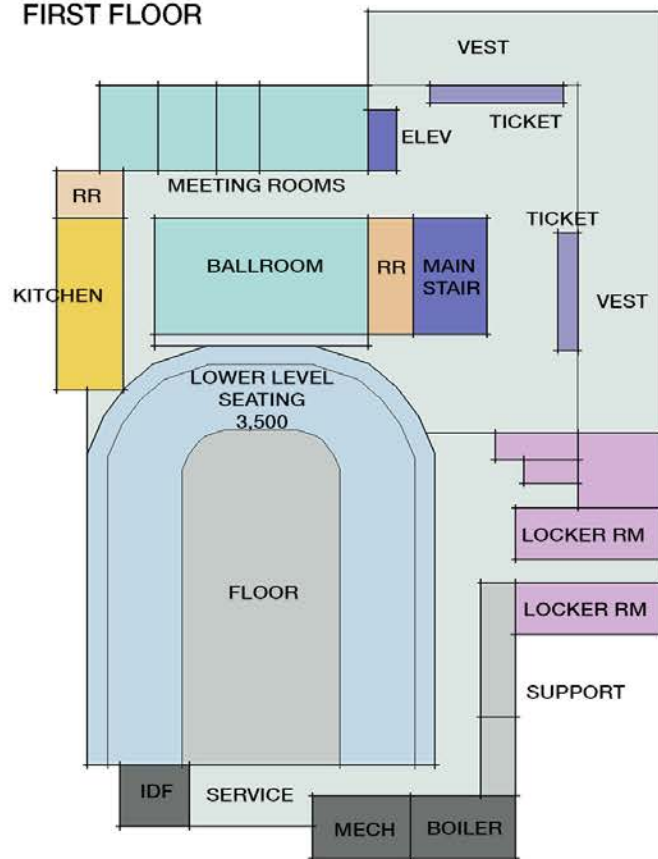 FIRST FLOOR
VEST
TICKET
ELEV
MEETING ROOMS
RR
TICKET
BALLROOM
RR
MAIN
STAIR
KITCHEN
VEST
LOWER LEVEL
SEATING
3,500
LOCKER RM
FLOOR
LOCKER RM
SUPPORT
IDF
SERVICE
MECH
BOILER